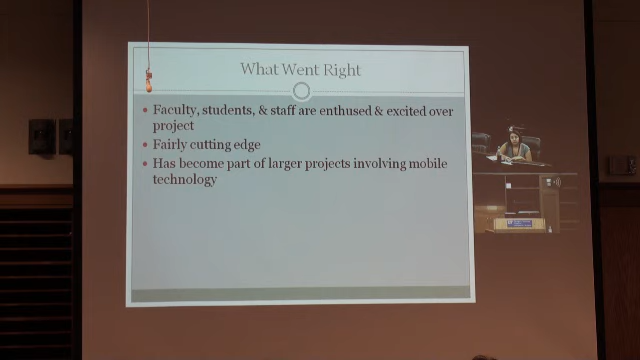 What Went Right
Faculty, students, & staff are enthused & excited over
project
Fairly cutting edge
Has become part of larger projects involving mobile
technology